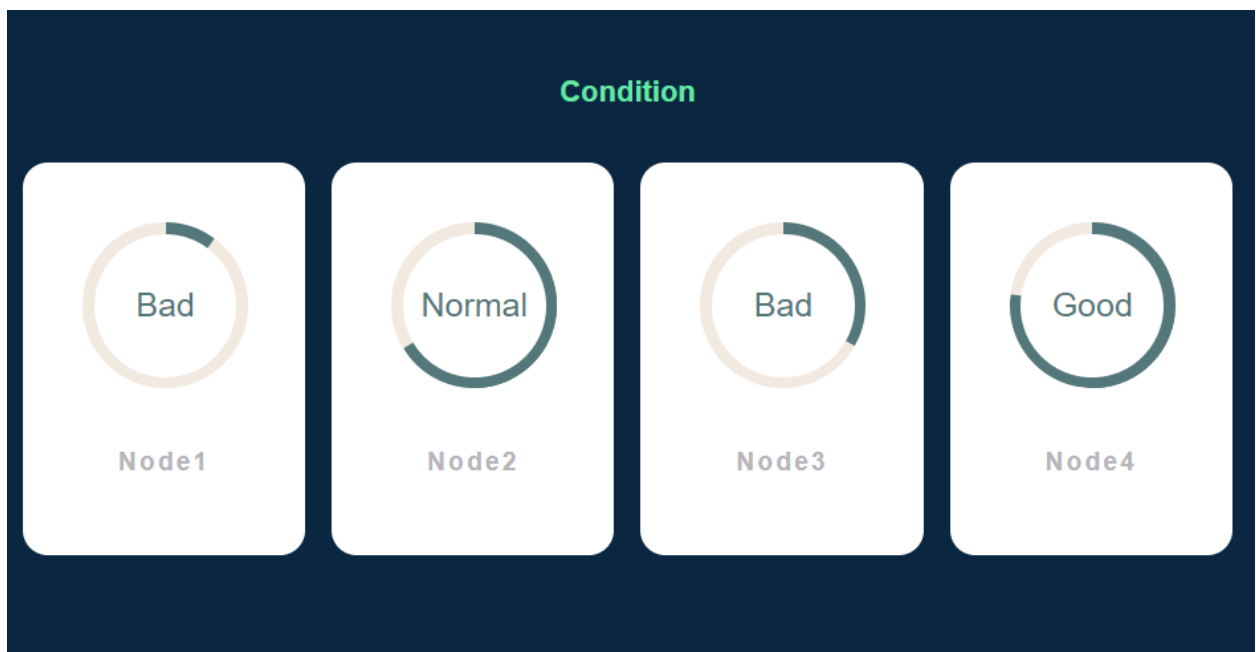 Condition
Bad
Normal
Bad
Good
Node1
Node2
Node3
Node4